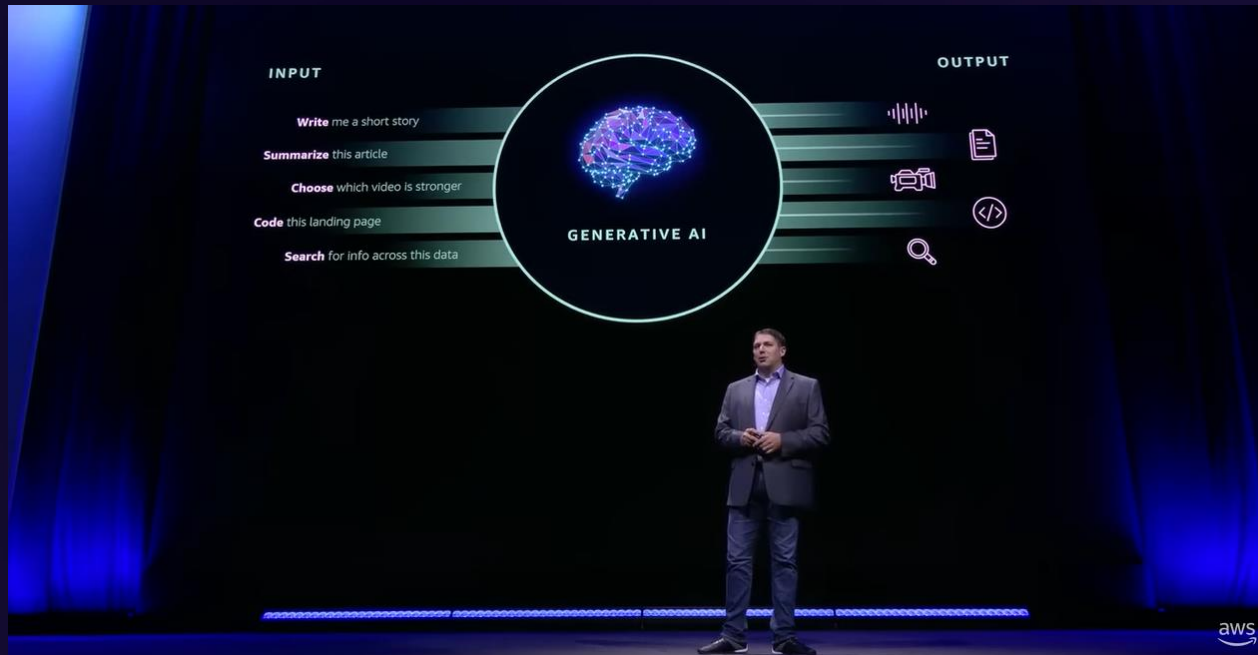 INPUT
OUTPUT
Write me a short story
Summarize this article
Choose which video is stronger
Code this landing page
Search for info across this data
GENERATIVE AI
</>
aws